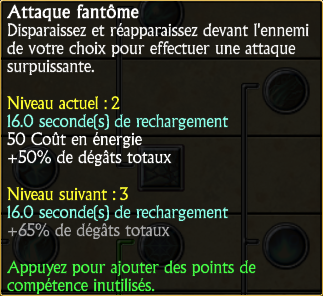 Attaque fantôme
Disparaissez et réapparaissez devant l'ennemi
de votre choix pour effectuer une attaque
surpuissante.
Niveau actuel : 2
16.0 seconde(s) de rechargement
50 Coût en énergie
+50% de dégâts totaux
Niveau suivant : 3
16.0 seconde(s) de rechargement
+65% de dégâts totaux
Appuyez pour ajouter des points de
compétence inutilisés.